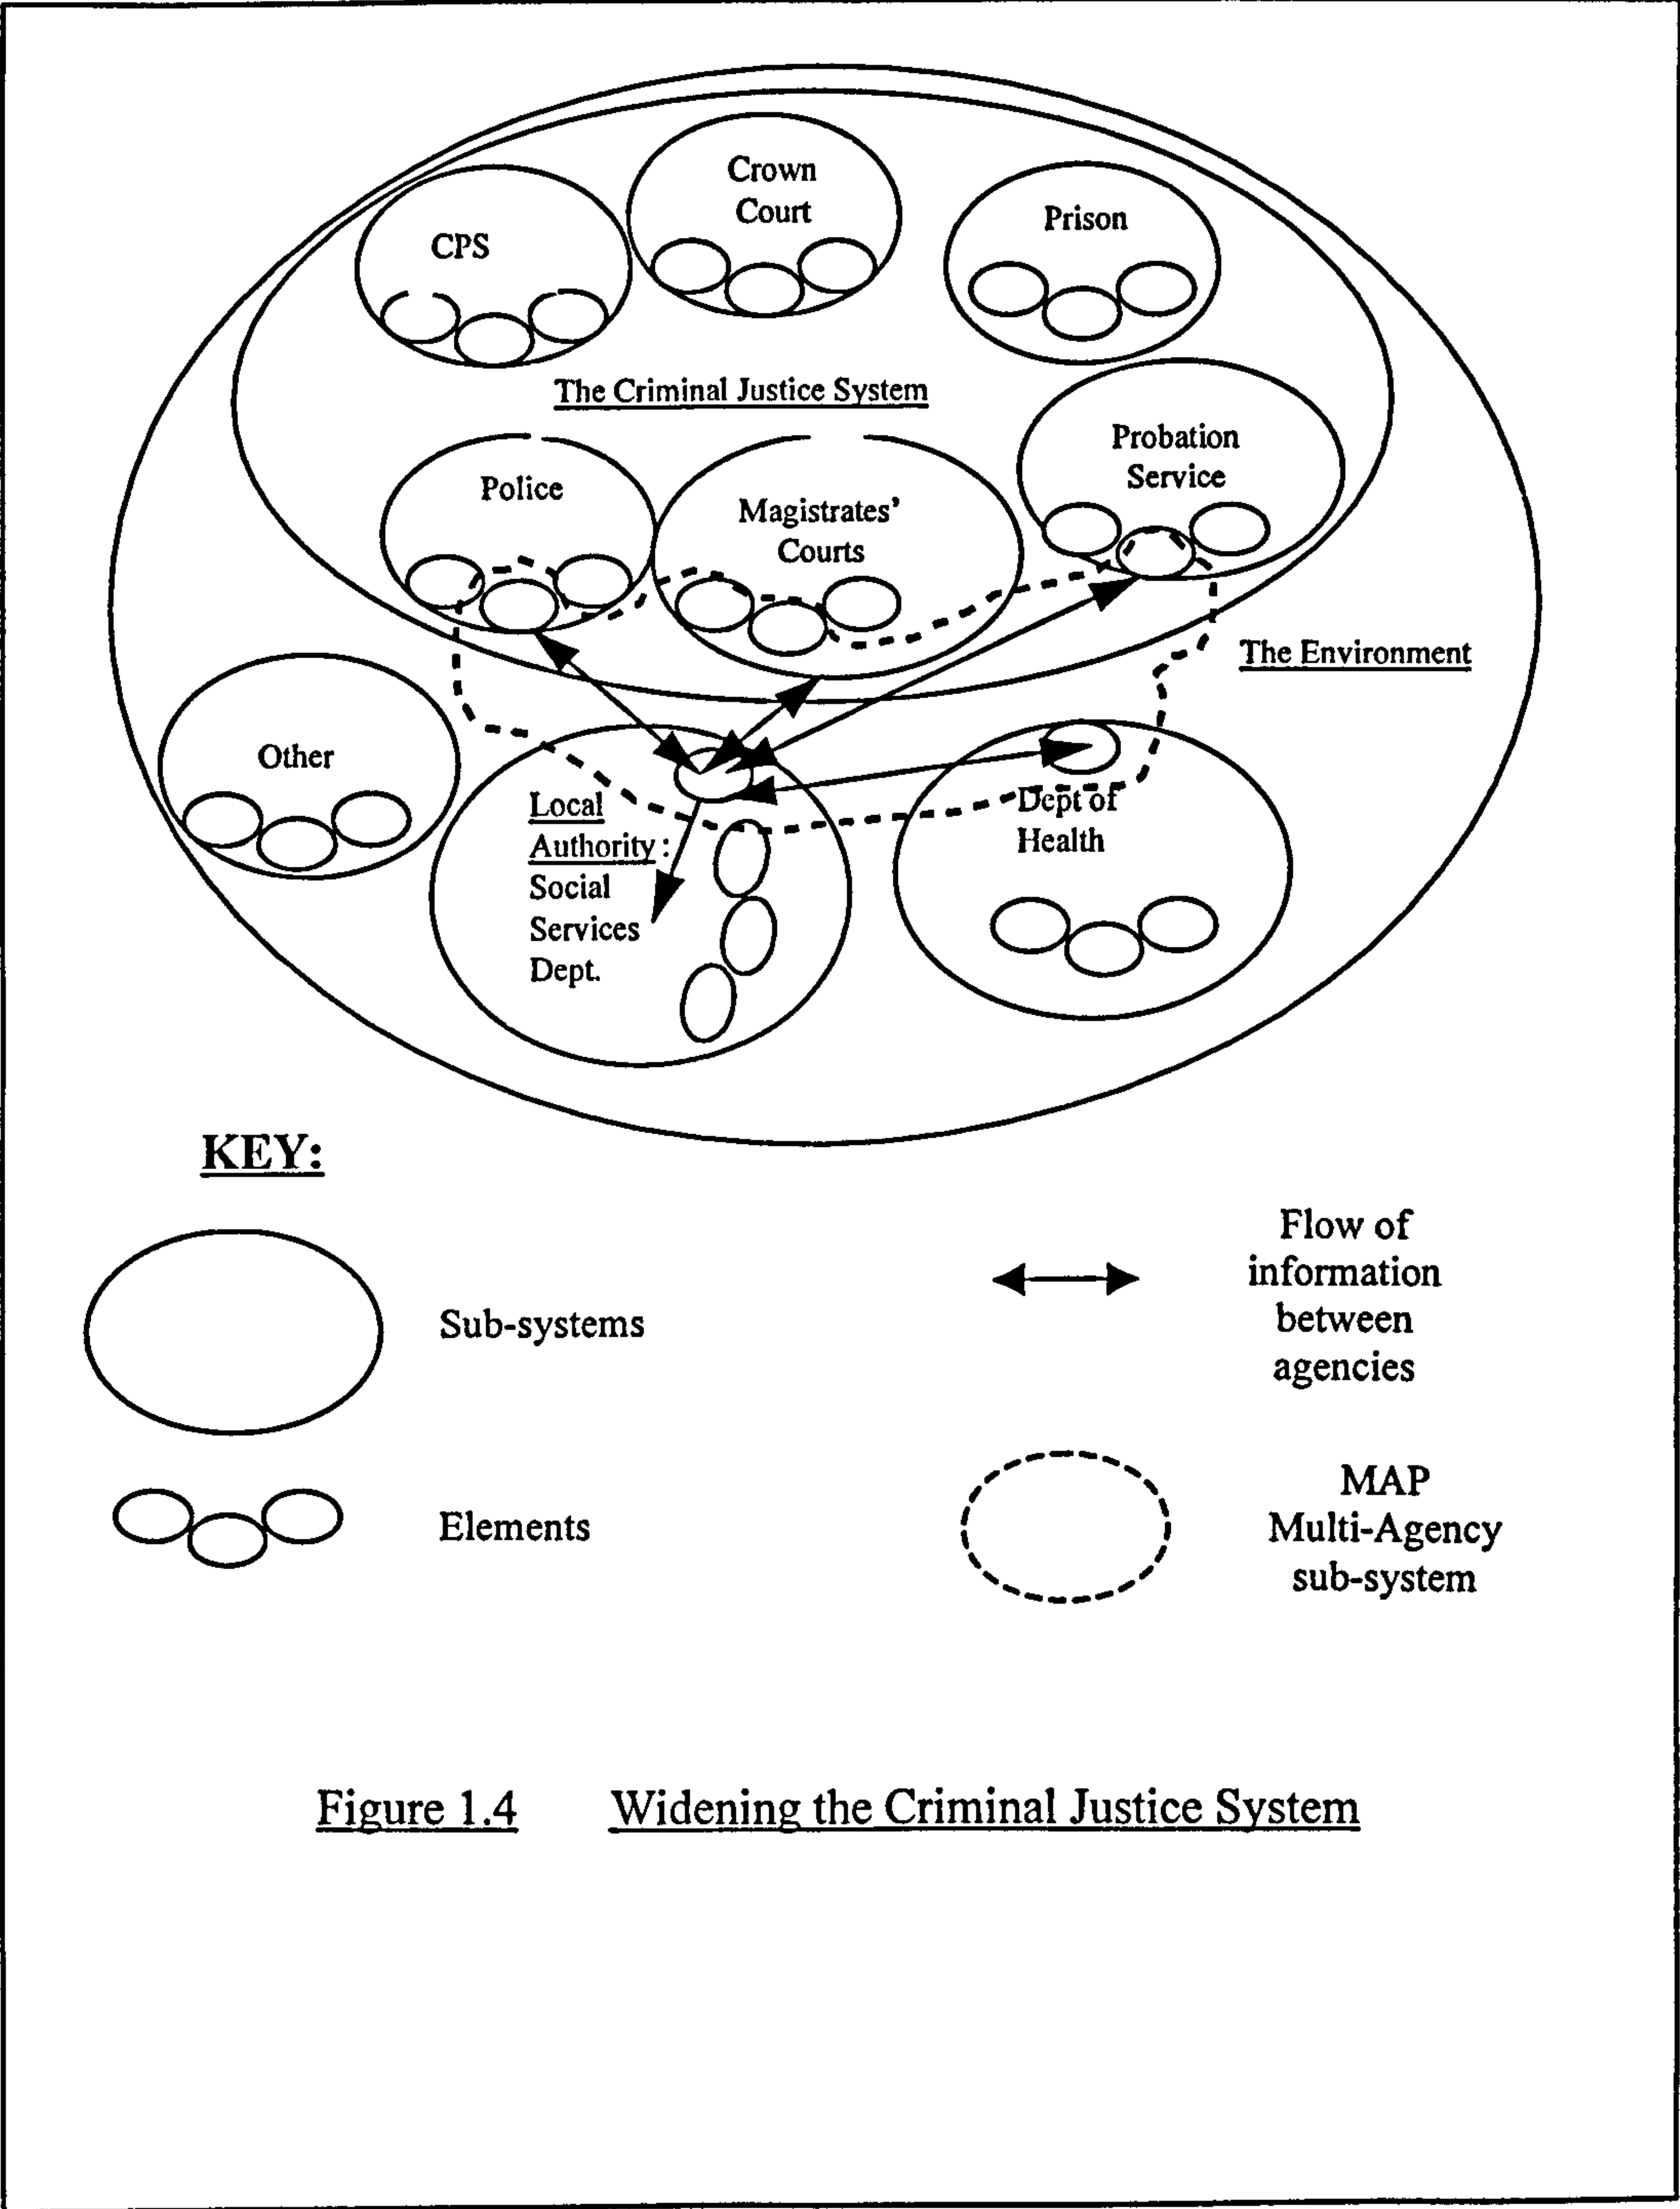 Crown
Court
Prison
CPS
The Criminal Justice System
Probation
Service
Police
Magistrates’
Courts
The Environment
Other
Local
Authority:
Social
Services
Dept.
Dept of
Health
KEY:
Sub-systems
Flow of
information
between
agencies
Elements
MAP
Multi-Agency
sub-system
Figure 1.4 Widening the Criminal Justice System